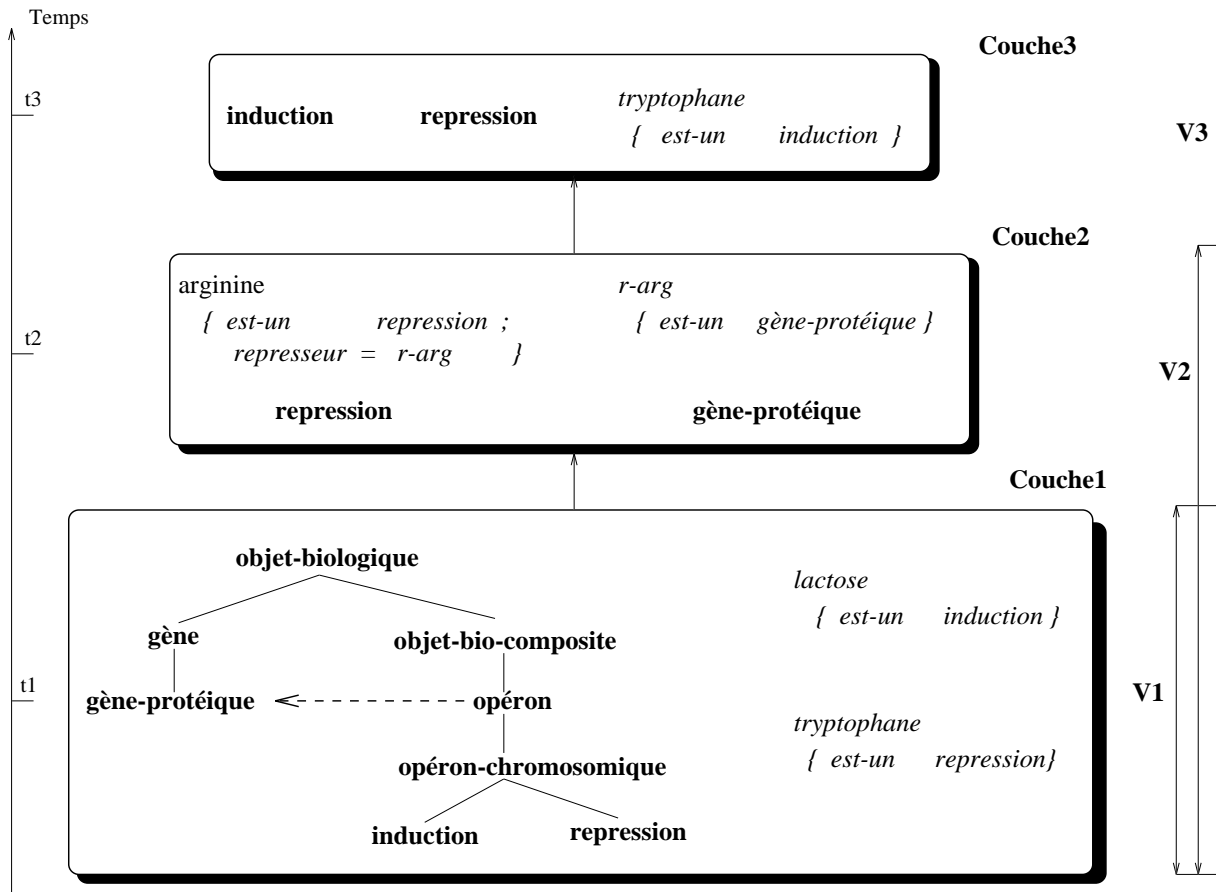 Temps
Couche3
t3
induction repression tryptophane
{ est-un induction }
V3
Couche2
arginine r-arg
{ est-un repression ; { est-un gène-protéique }
t2
represseur = r-arg }
V2
repression gène-protéique
Couche1
objet-biologique
lactose
{ est-un induction }
gène objet-bio-composite
t1
gène-protéique opéron
V1
tryptophane
{ est-un repression}
opéron-chromosomique
induction repression